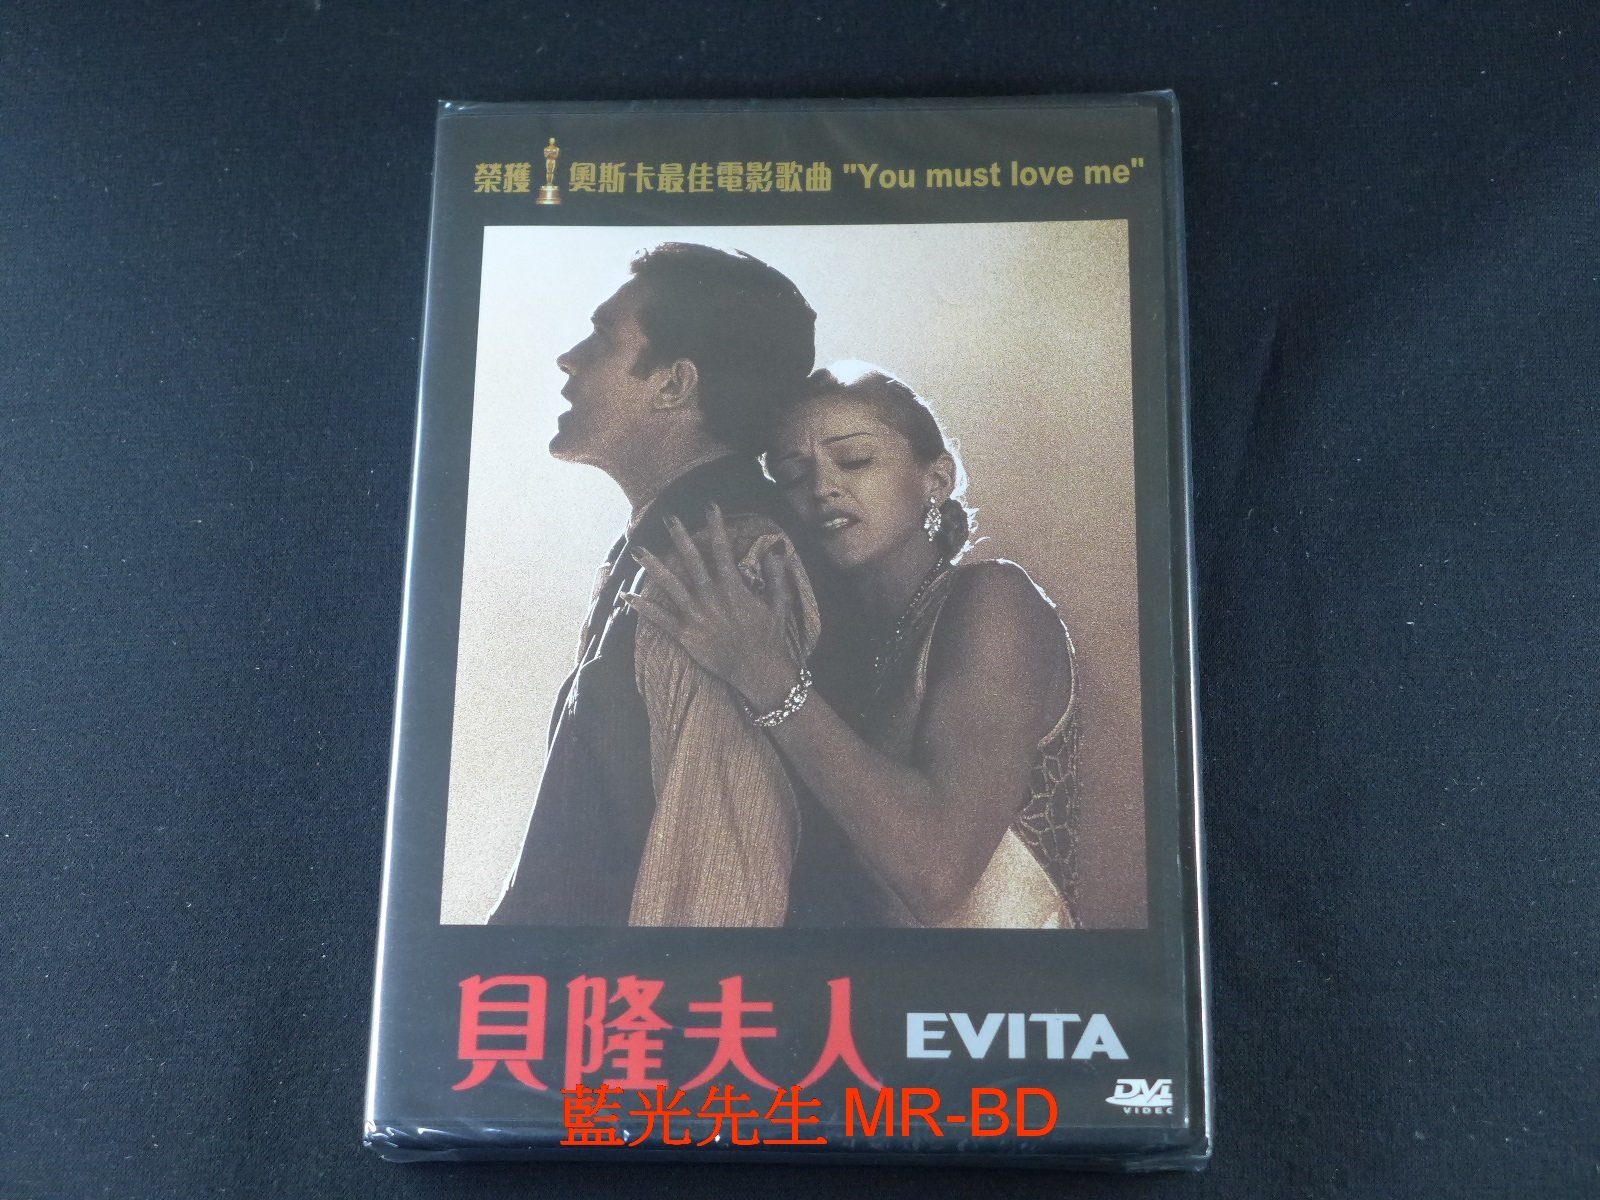 榮獲 奧斯卡最佳電影歌曲 "You must love me"
貝隆夫人 EVITA
DVD
VIDEO
藍光先生 MR-BD